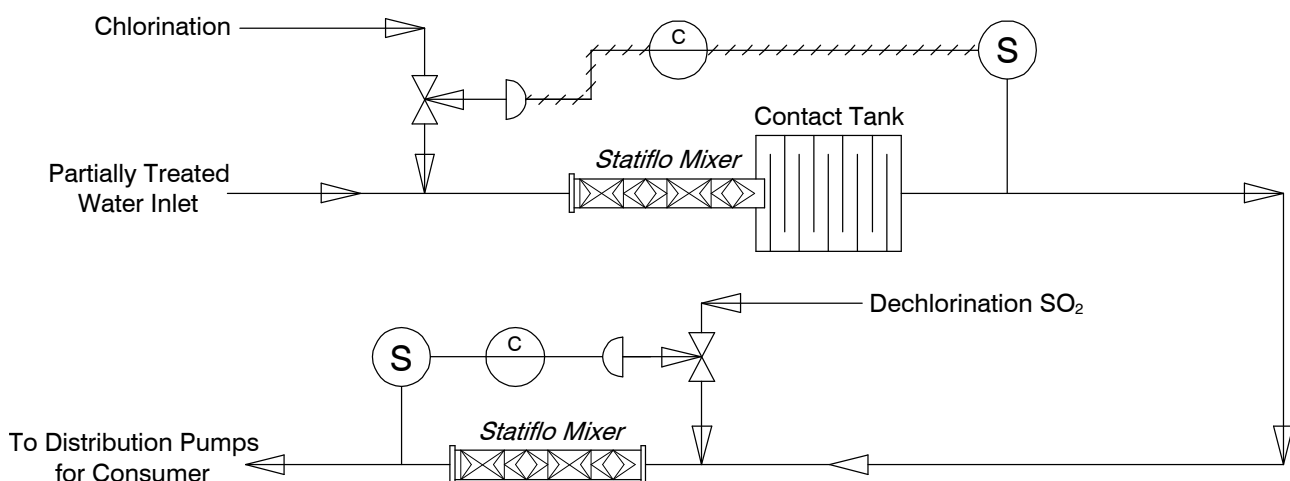 Chlorination
C
S
Contact Tank
Statiflo Mixer
Partially Treated
Water Inlet
Dechlorination SO₂
S
C
Statiflo Mixer
To Distribution Pumps
for Consumer